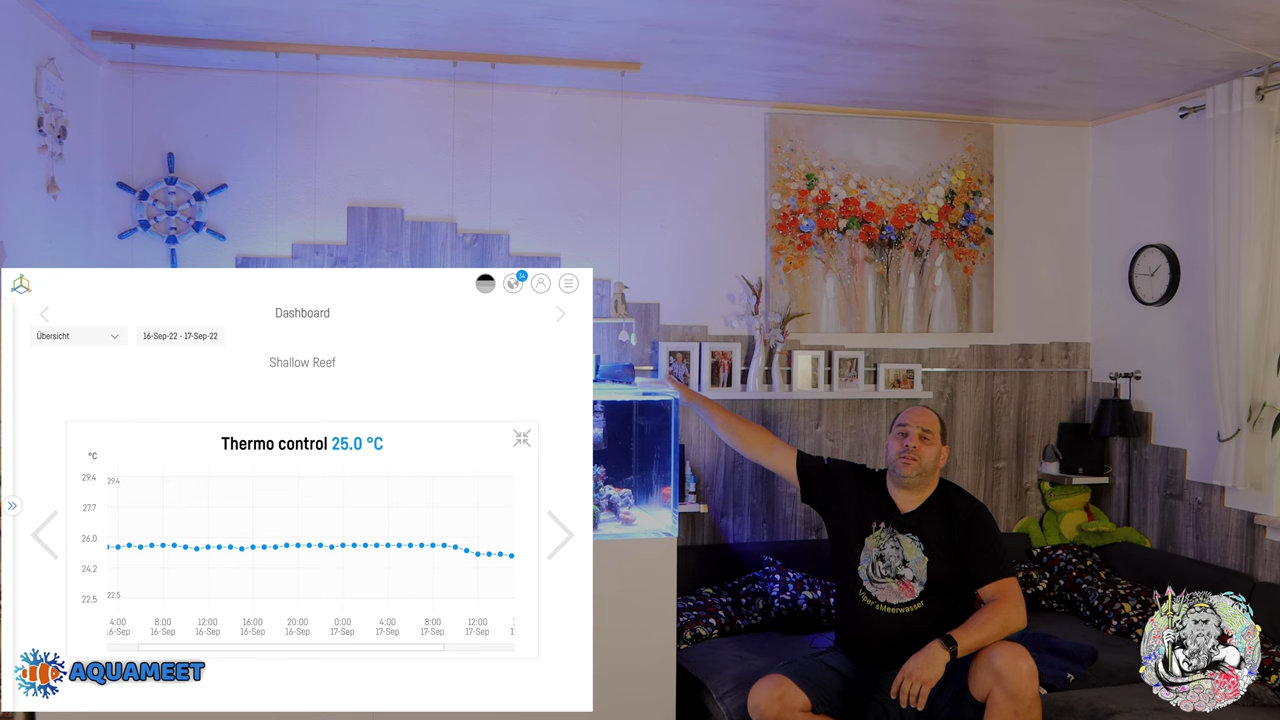 34
Dashboard
Übersicht
16-Sep-22 - 17-Sep-22
Shallow Reef
Thermo control 25.0 °C
°C
29.4
29.4
27.7
26.0
24.2
22.5
22.5
4:00 8:00 12:00 16:00 20:00 0:00 4:00 8:00 12:00
16-Sep 16-Sep 16-Sep 16-Sep 16-Sep 17-Sep 17-Sep 17-Sep 17-Sep
AQUAMEET
Viper'sMeerwasser